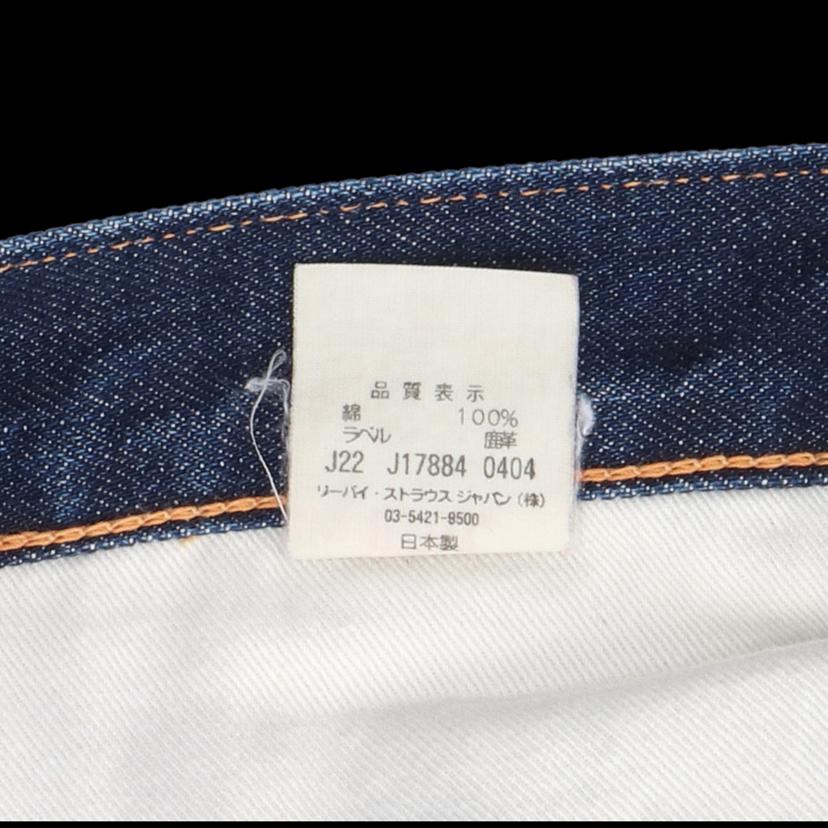 品質表示
綿 100%
ラベル 鹿革
J22 J17884 0404
リーバイ・ストラウス ジャパン(株)
03-5421-8500
日本製